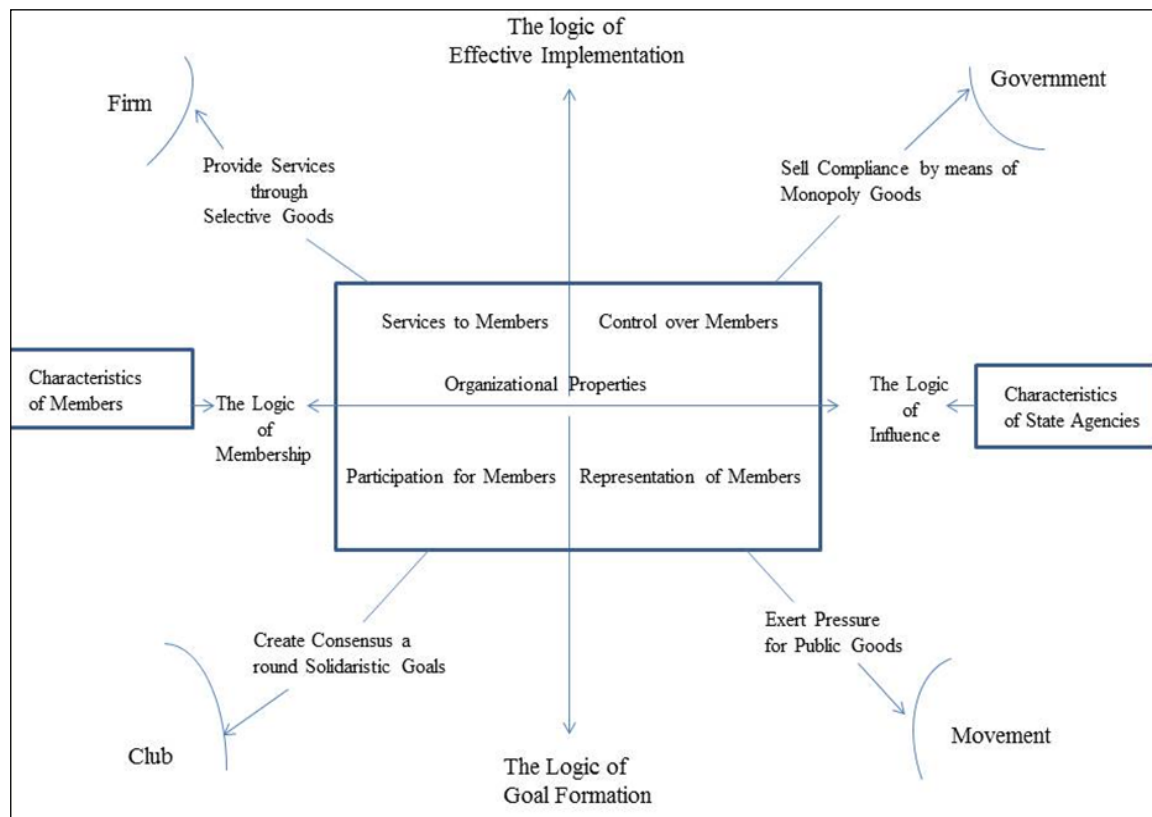 The logic of
Effective Implementation
Firm
Government
Provide Services
through
Selective Goods
Sell Compliance by means of
Monopoly Goods
Services to Members
Control over Members
Characteristics
of Members
Organizational Properties
The Logic
of
Membership
The Logic
of
Influence
Characteristics
of State Agencies
Participation for Members
Representation of Members
Create Consensus a
round Solidaristic Goals
Exert Pressure
for Public Goods
Club
Movement
The Logic of
Goal Formation